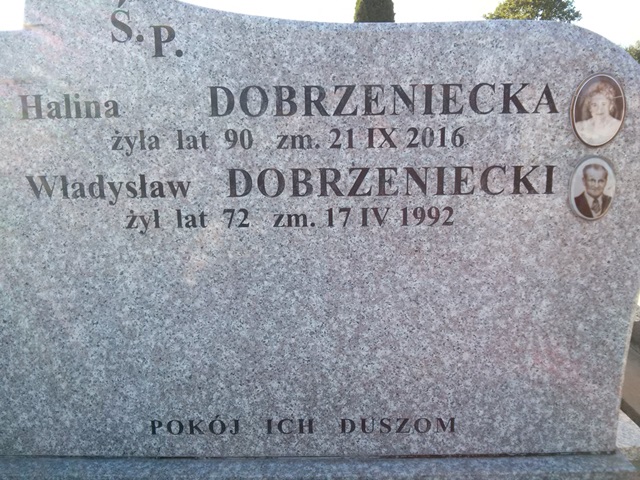 Ś.P.
Halina DOBRZENIECKA
żyła lat 90 zm. 21 IX 2016
Władysław DOBRZENIECKI
żył lat 72 zm. 17 IV 1992
POKÓJ ICH DUSZOM